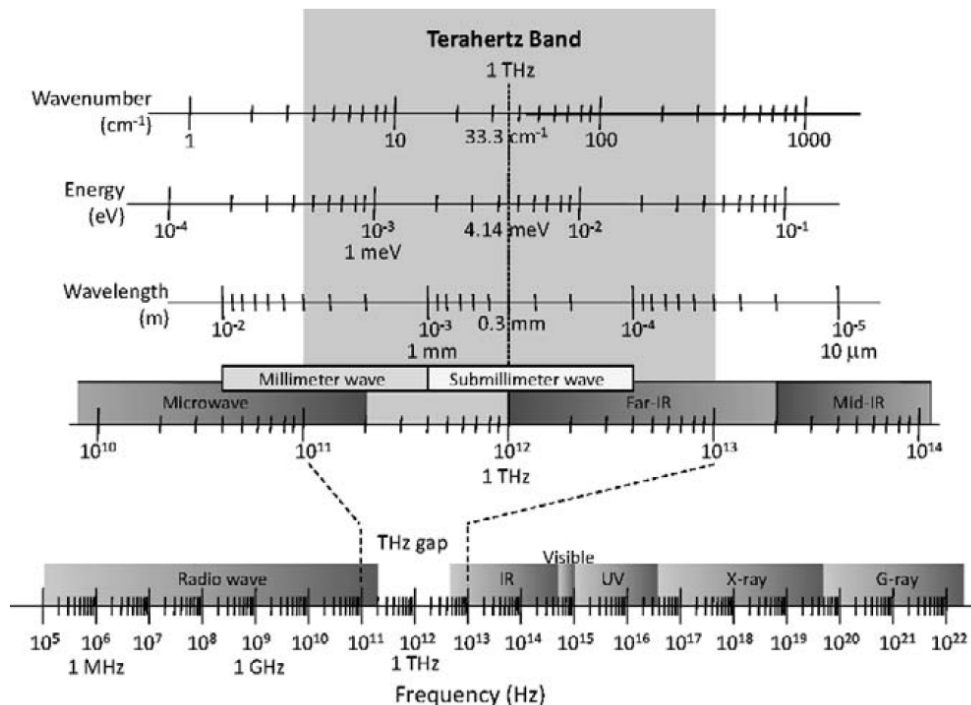 Terahertz Band
1 THz
Wavenumber
(cm⁻¹)
1 10 33.3 cm⁻¹ 100 1000
Energy
(eV)
10⁻⁴ 10⁻³ 4.14 meV 10⁻² 10⁻¹
1 meV
Wavelength
(m)
10⁻² 10⁻³ 0.3 mm 10⁻⁴ 10⁻⁵
1 mm 10 μm
Millimeter wave Submillimeter wave
Microwave Far-IR Mid-IR
10¹⁰ 10¹¹ 10¹² 10¹³ 10¹⁴
1 THz
THz gap
Visible
Radio wave IR UV X-ray G-ray
10⁵ 10⁶ 10⁷ 10⁸ 10⁹ 10¹⁰ 10¹¹ 10¹² 10¹³ 10¹⁴ 10¹⁵ 10¹⁶ 10¹⁷ 10¹⁸ 10¹⁹ 10²⁰ 10²¹ 10²²
1 MHz 1 GHz 1 THz
Frequency (Hz)